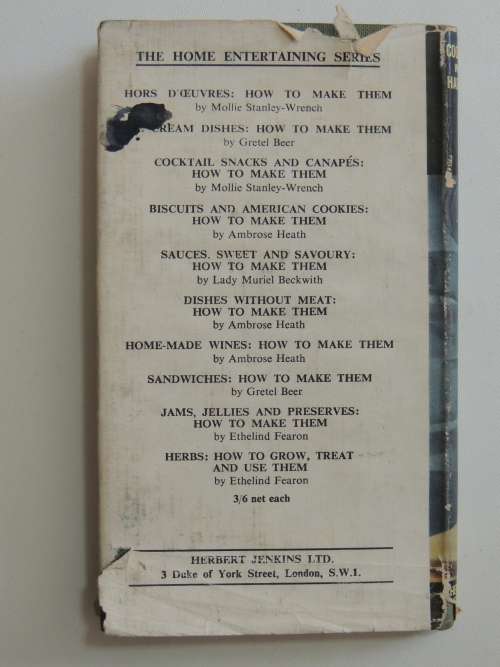 THE HOME ENTERTAINING SERIES
HORS D'ŒUVRES: HOW TO MAKE THEM
by Mollie Stanley-Wrench
CREAM DISHES: HOW TO MAKE THEM
by Gretel Beer
COCKTAIL SNACKS AND CANAPÉS:
HOW TO MAKE THEM
by Mollie Stanley-Wrench
BISCUITS AND AMERICAN COOKIES:
HOW TO MAKE THEM
by Ambrose Heath
SAUCES, SWEET AND SAVOURY:
HOW TO MAKE THEM
by Lady Muriel Beckwith
DISHES WITHOUT MEAT:
HOW TO MAKE THEM
by Ambrose Heath
HOME-MADE WINES: HOW TO MAKE THEM
by Ambrose Heath
SANDWICHES: HOW TO MAKE THEM
by Gretel Beer
JAMS, JELLIES AND PRESERVES:
HOW TO MAKE THEM
by Ethelind Fearon
HERBS: HOW TO GROW, TREAT
AND USE THEM
by Ethelind Fearon
3/6 net each
HERBERT JENKINS LTD.
3 Duke of York Street, London, S.W.1.